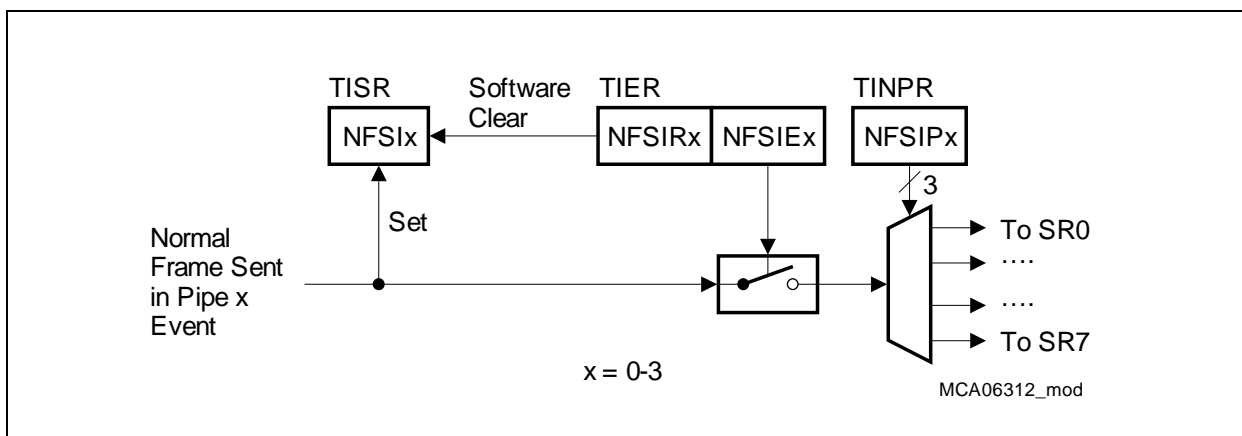 TISR
Software
Clear
TIER
TINPR
NFSIx
NFSIRx
NFSIEx
NFSIPx
3
Set
Normal
Frame Sent
in Pipe x
Event
To SR0
....
....
To SR7
x = 0-3
MCA06312_mod